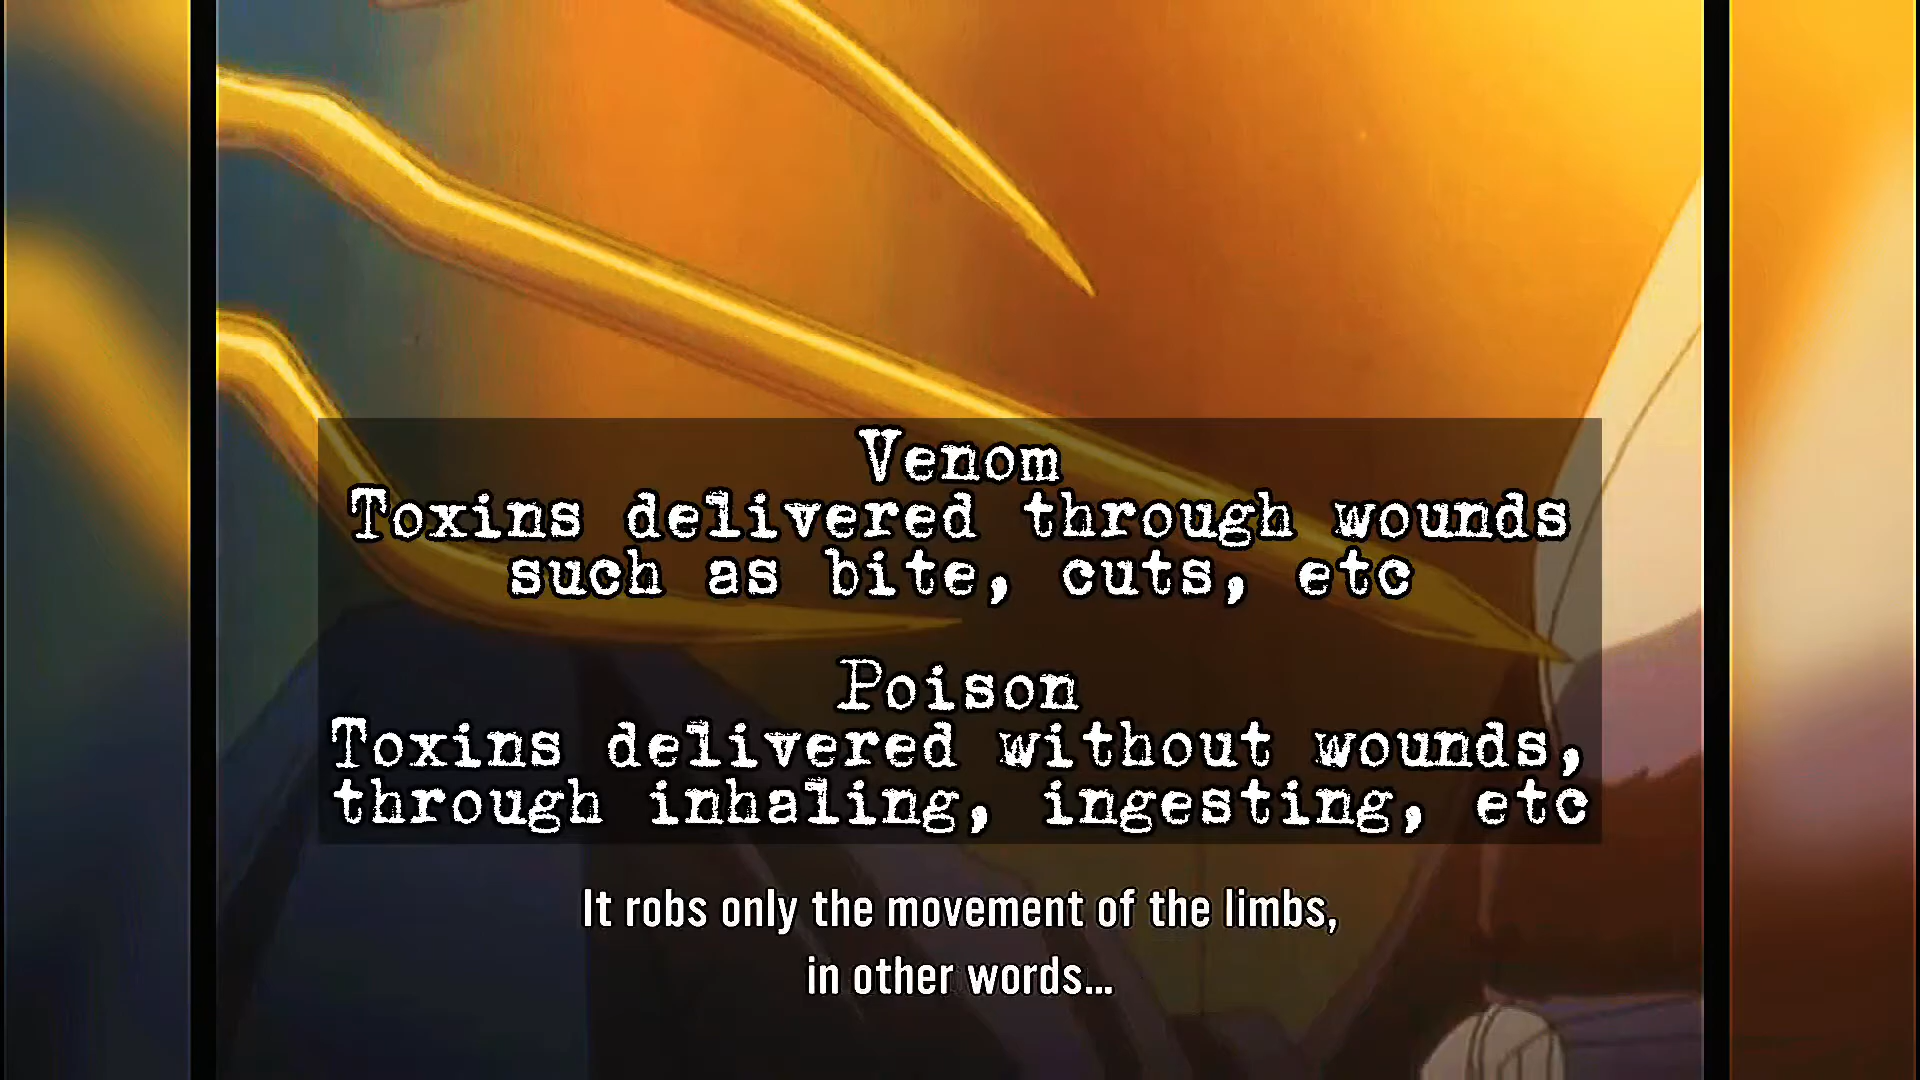 Venom
Toxins delivered through wounds
such as bite, cuts, etc
Poison
Toxins delivered without wounds,
through inhaling, ingesting, etc
It robs only the movement of the limbs,
in other words...